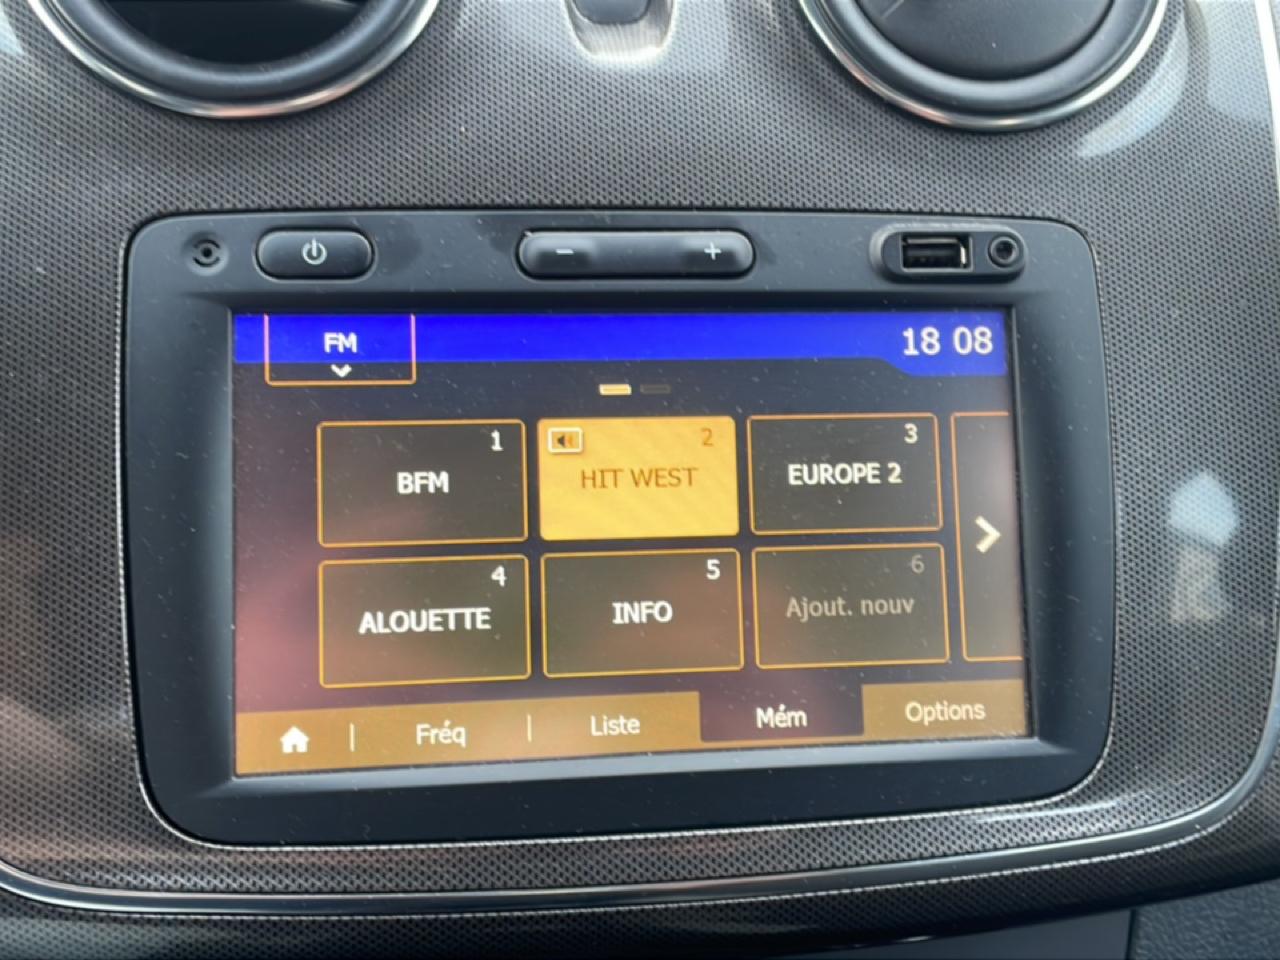 FM
18 08
1
BFM
2
HIT WEST
3
EUROPE 2
4
ALOUETTE
5
INFO
6
Ajout. nouv
Fréq
Liste
Mém
Options